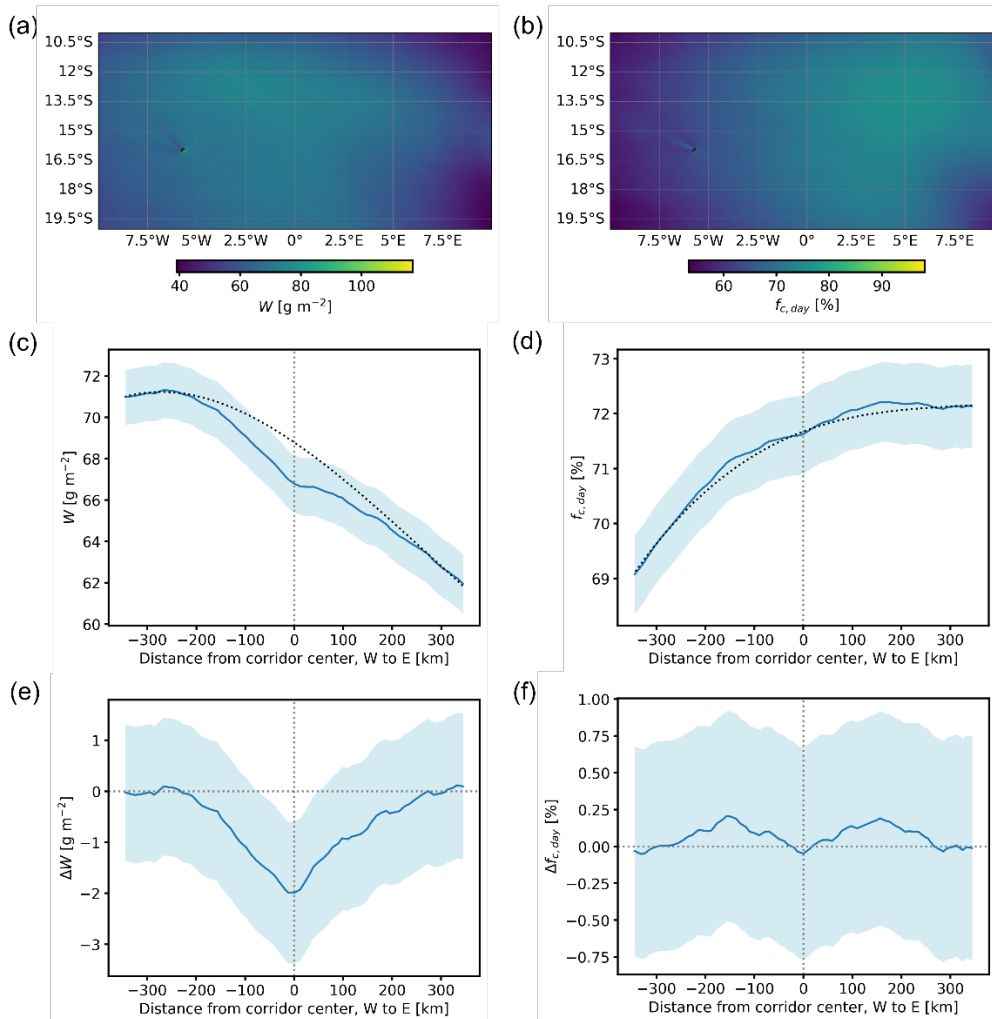 (a)
10.5°S
12°S
13.5°S
15°S
16.5°S
18°S
19.5°S
7.5°W 5°W 2.5°W 0° 2.5°E 5°E 7.5°E
40 60 80 100
W [g m⁻²]
(b)
10.5°S
12°S
13.5°S
15°S
16.5°S
18°S
19.5°S
7.5°W 5°W 2.5°W 0° 2.5°E 5°E 7.5°E
60 70 80 90
f_c,day [%]
(c)
72
70
68
66
64
62
60
W [g m⁻²]
−300 −200 −100 0 100 200 300
Distance from corridor center, W to E [km]
(d)
73
72
71
70
69
f_c,day [%]
−300 −200 −100 0 100 200 300
Distance from corridor center, W to E [km]
(e)
1
0
−1
−2
−3
ΔW [g m⁻²]
−300 −200 −100 0 100 200 300
Distance from corridor center, W to E [km]
(f)
1.00
0.75
0.50
0.25
0.00
−0.25
−0.50
−0.75
Δf_c,day [%]
−300 −200 −100 0 100 200 300
Distance from corridor center, W to E [km]